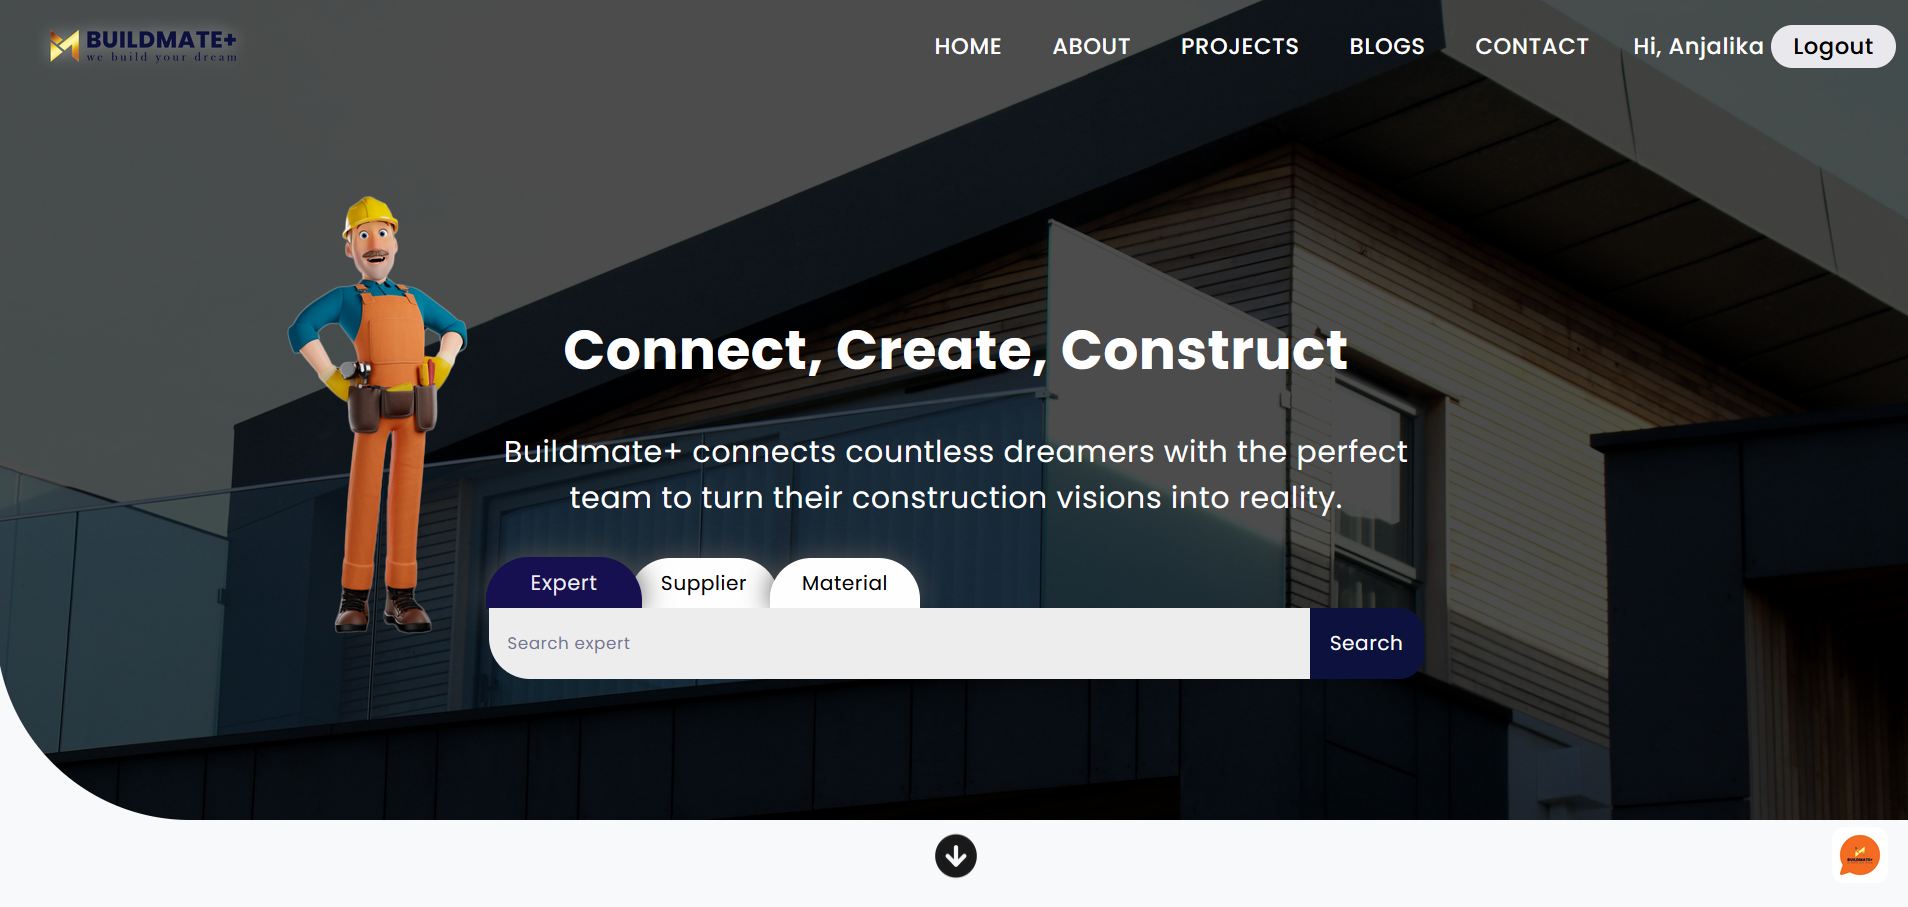 BUILDMATE+
we build your dream
HOME ABOUT PROJECTS BLOGS CONTACT Hi, Anjalika Logout
Connect, Create, Construct
Buildmate+ connects countless dreamers with the perfect
team to turn their construction visions into reality.
Expert Supplier Material
Search expert Search
BUILDMATE+